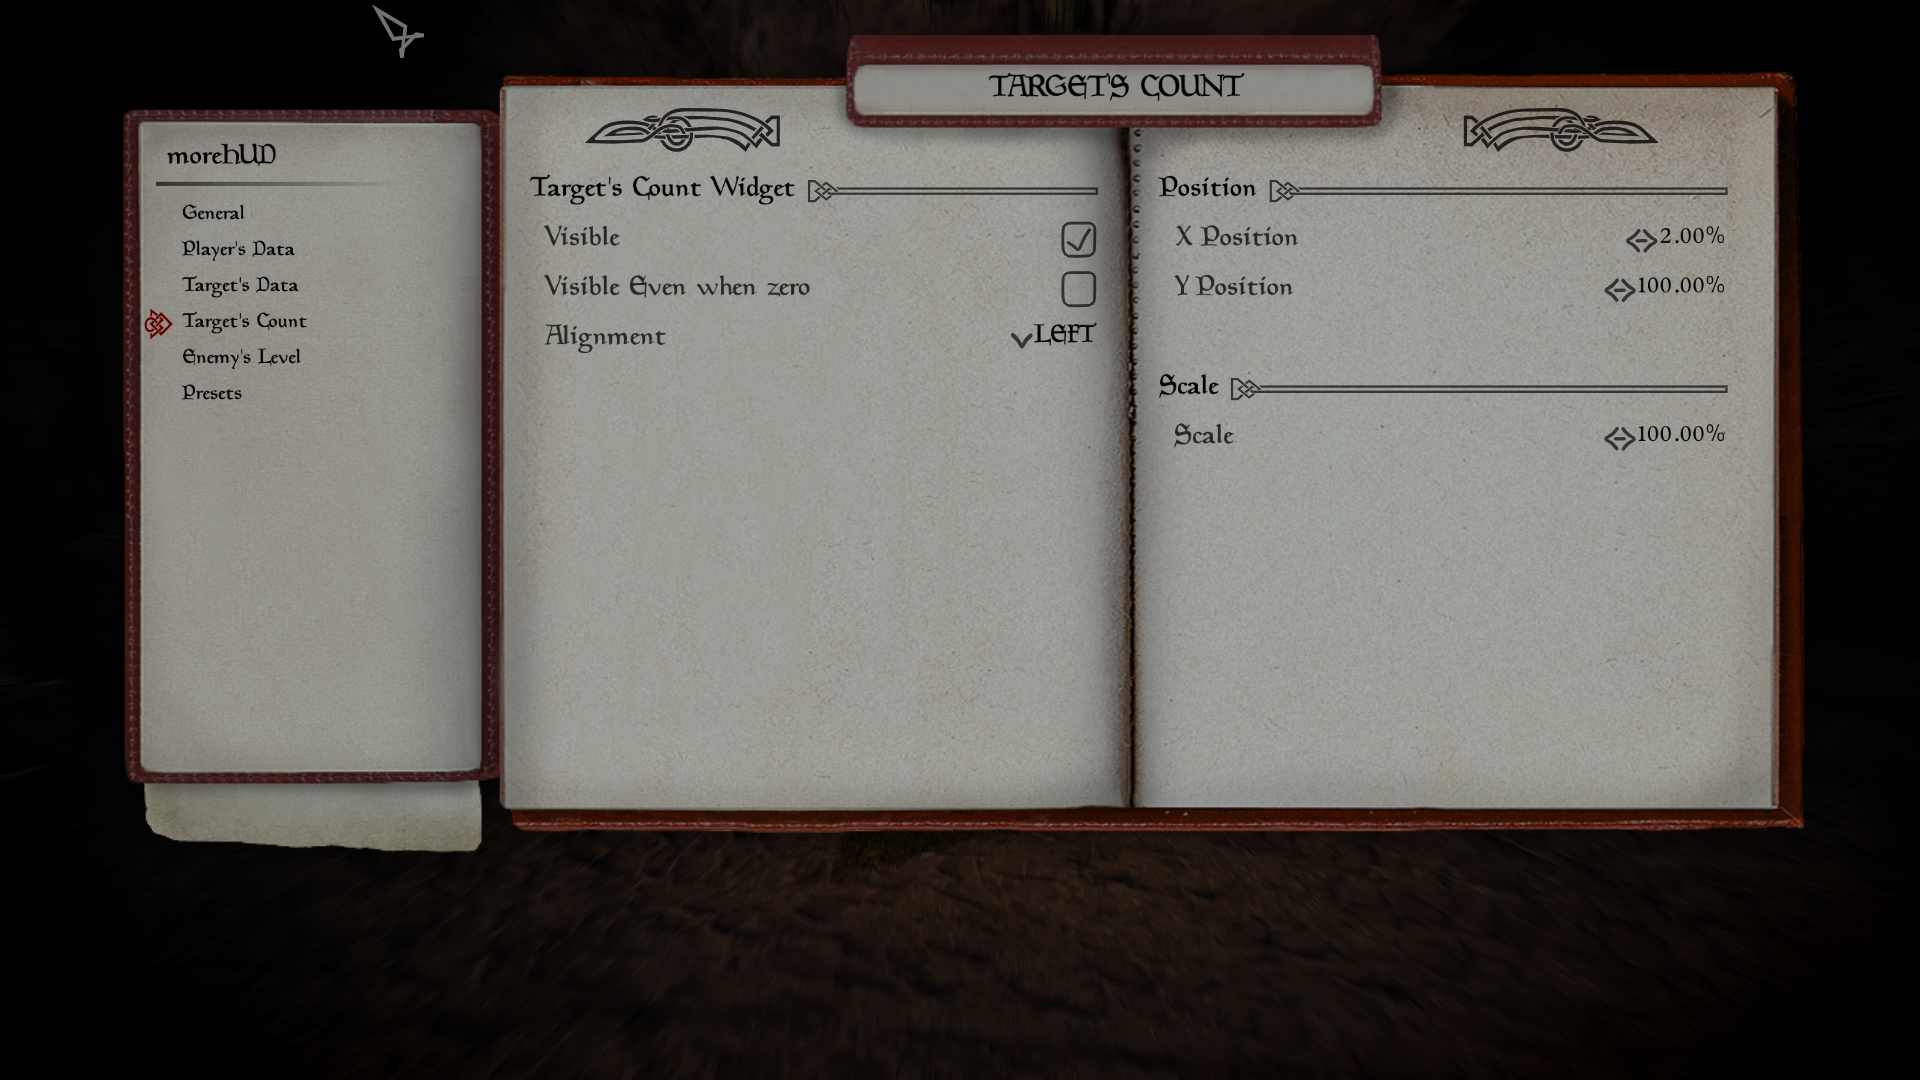 TARGET'S COUNT
moreHUD
General
Player's Data
Target's Data
Target's Count
Enemy's Level
Presets
Target's Count Widget
Visible
Visible Even when zero
Alignment LEFT
Position
X Position 2.00%
Y Position 100.00%
Scale
Scale 100.00%